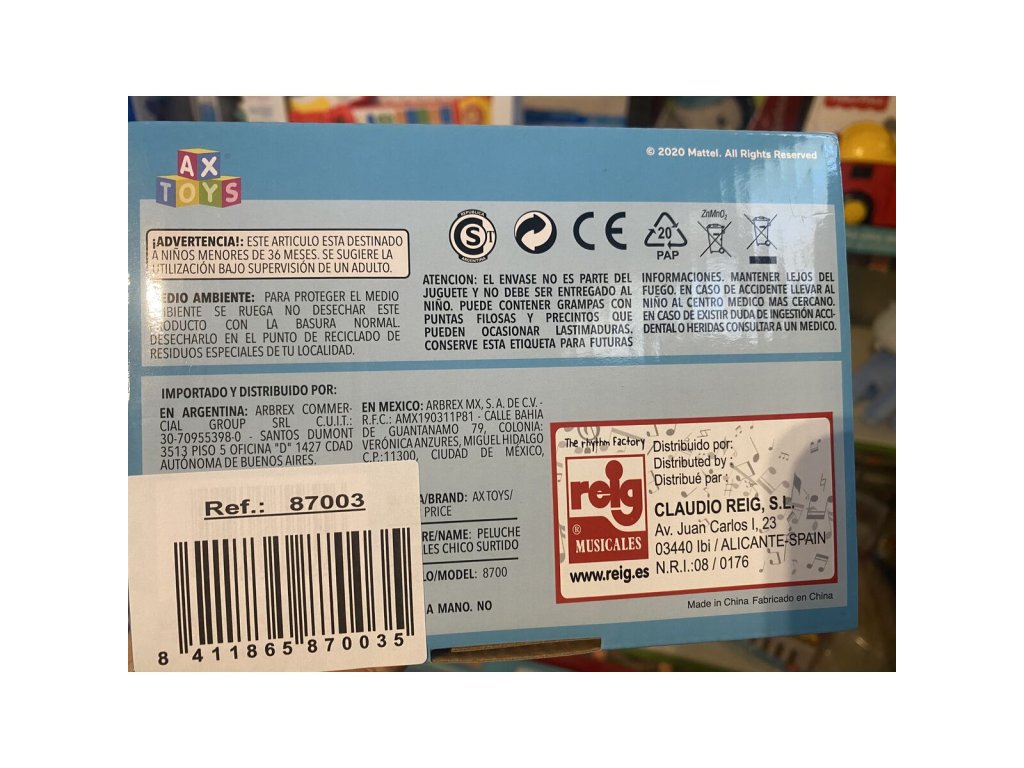 AX
TOYS
© 2020 Mattel. All Rights Reserved
¡ADVERTENCIA!: ESTE ARTICULO ESTA DESTINADO
A NIÑOS MENORES DE 36 MESES. SE SUGIERE LA
UTILIZACIÓN BAJO SUPERVISIÓN DE UN ADULTO.
MEDIO AMBIENTE: PARA PROTEGER EL MEDIO
AMBIENTE SE RUEGA NO DESECHAR ESTE
PRODUCTO CON LA BASURA NORMAL.
DESECHARLO EN EL PUNTO DE RECICLADO DE
RESIDUOS ESPECIALES DE TU LOCALIDAD.
REPUBLICA
ST
ARGENTINA
CE
20
PAP
ZnMnO2
ATENCION: EL ENVASE NO ES PARTE DEL
JUGUETE Y NO DEBE SER ENTREGADO AL
NIÑO. PUEDE CONTENER GRAMPAS CON
PUNTAS FILOSAS Y PRECINTOS QUE
PUEDEN OCASIONAR LASTIMADURAS.
CONSERVE ESTA ETIQUETA PARA FUTURAS
INFORMACIONES. MANTENER LEJOS DEL
FUEGO. EN CASO DE ACCIDENTE LLEVAR AL
NIÑO AL CENTRO MEDICO MAS CERCANO.
EN CASO DE EXISTIR DUDA DE INGESTIÓN ACCI-
DENTAL O HERIDAS CONSULTAR A UN MEDICO.
IMPORTADO Y DISTRIBUIDO POR:
EN ARGENTINA: ARBREX COMMER-
CIAL GROUP SRL C.U.I.T.:
30-70955398-0 - SANTOS DUMONT
3513 PISO 5 OFICINA "D" 1427 CDAD
AUTÓNOMA DE BUENOS AIRES.
EN MEXICO: ARBREX MX, S. A. DE C.V. -
R.F.C.: AMX190311P81 - CALLE BAHIA
DE GUANTANAMO 79, COLONIA:
VERÓNICA ANZURES, MIGUEL HIDALGO
C.P.:11300, CIUDAD DE MÉXICO,
A/BRAND: AX TOYS/
PRICE
RE/NAME: PELUCHE
LES CHICO SURTIDO
LO/MODEL: 8700
A MANO. NO
Ref.: 87003
8 411865 870035
The rhythm Factory
reig
®
MUSICALES
www.reig.es
Distribuido por:
Distributed by :
Distribué par :
CLAUDIO REIG, S.L.
Av. Juan Carlos I, 23
03440 Ibi / ALICANTE-SPAIN
N.R.I.:08 / 0176
Made in China Fabricado en China